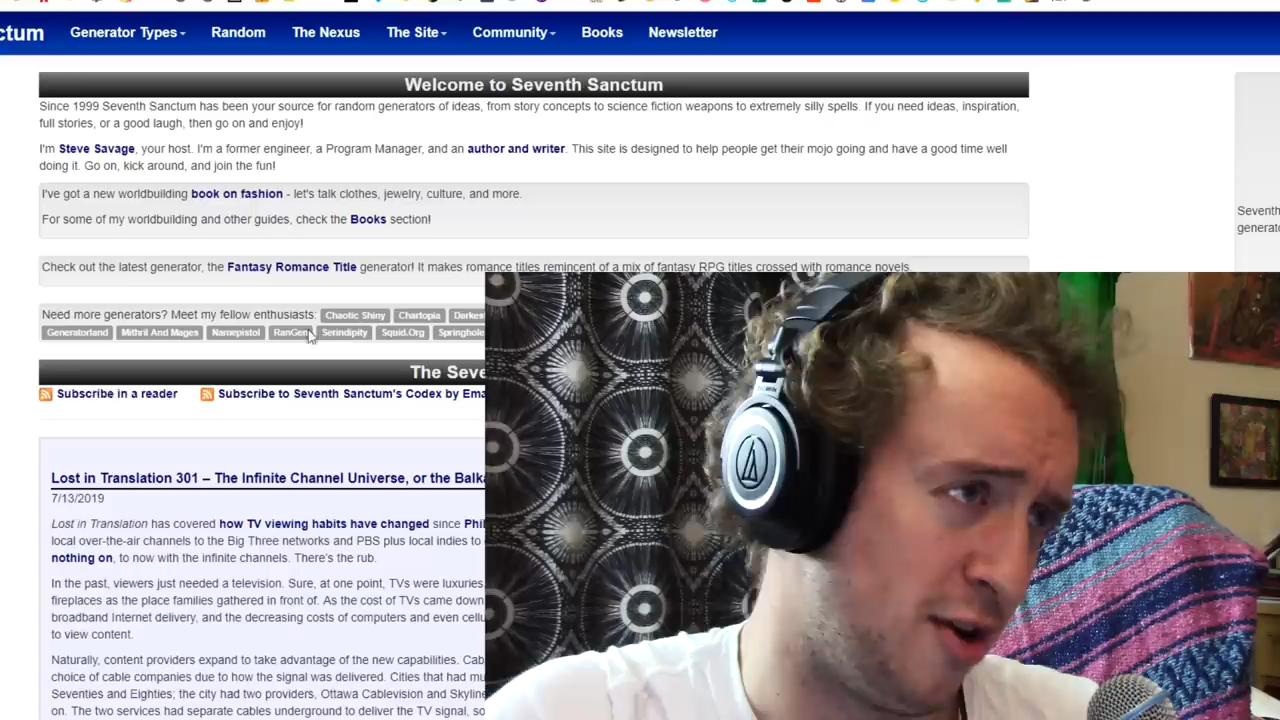 Generator Types Random The Nexus The Site Community Books Newsletter
Welcome to Seventh Sanctum
Since 1999 Seventh Sanctum has been your source for random generators of ideas, from story concepts to science fiction weapons to extremely silly spells. If you need ideas, inspiration,
full stories, or a good laugh, then go on and enjoy!
I'm Steve Savage, your host. I'm a former engineer, a Program Manager, and an author and writer. This site is designed to help people get their mojo going and have a good time well
doing it. Go on, kick around, and join the fun!
I've got a new worldbuilding book on fashion - let's talk clothes, jewelry, culture, and more.
For some of my worldbuilding and other guides, check the Books section!
Check out the latest generator, the Fantasy Romance Title generator! It makes romance titles remincent of a mix of fantasy RPG titles crossed with romance novels.
Need more generators? Meet my fellow enthusiasts: Chaotic Shiny Chartopia Darkest
Generatorland Mithril And Mages Namepistol RanGen Serindipity Squid.Org Springhole
The Seve
Subscribe in a reader Subscribe to Seventh Sanctum's Codex by Ema
Lost in Translation 301 – The Infinite Channel Universe, or the Balka
7/13/2019
Lost in Translation has covered how TV viewing habits have changed since Phil
local over-the-air channels to the Big Three networks and PBS plus local indies to
nothing on, to now with the infinite channels. There's the rub.
In the past, viewers just needed a television. Sure, at one point, TVs were luxuries,
fireplaces as the place families gathered in front of. As the cost of TVs came down
broadband Internet delivery, and the decreasing costs of computers and even cellu
to view content.
Naturally, content providers expand to take advantage of the new capabilities. Cab
choice of cable companies due to how the signal was delivered. Cities that had mu
Seventies and Eighties; the city had two providers, Ottawa Cablevision and Skyline
on. The two services had separate cables underground to deliver the TV signal, so
Seventh
generato